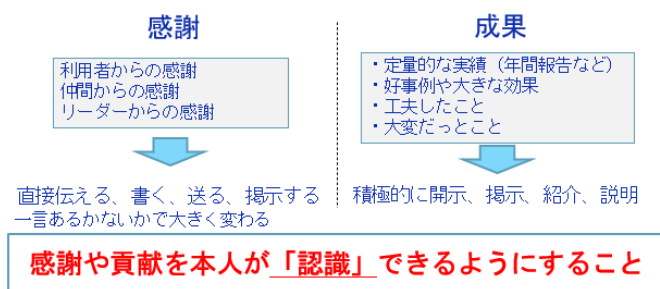 感謝
利用者からの感謝
仲間からの感謝
リーダーからの感謝
直接伝える、書く、送る、掲示する
一言あるかないかで大きく変わる
成果
・定量的な実績（年間報告など）
・好事例や大きな効果
・工夫したこと
・大変だっとこと
積極的に開示、掲示、紹介、説明
感謝や貢献を本人が「認識」できるようにすること